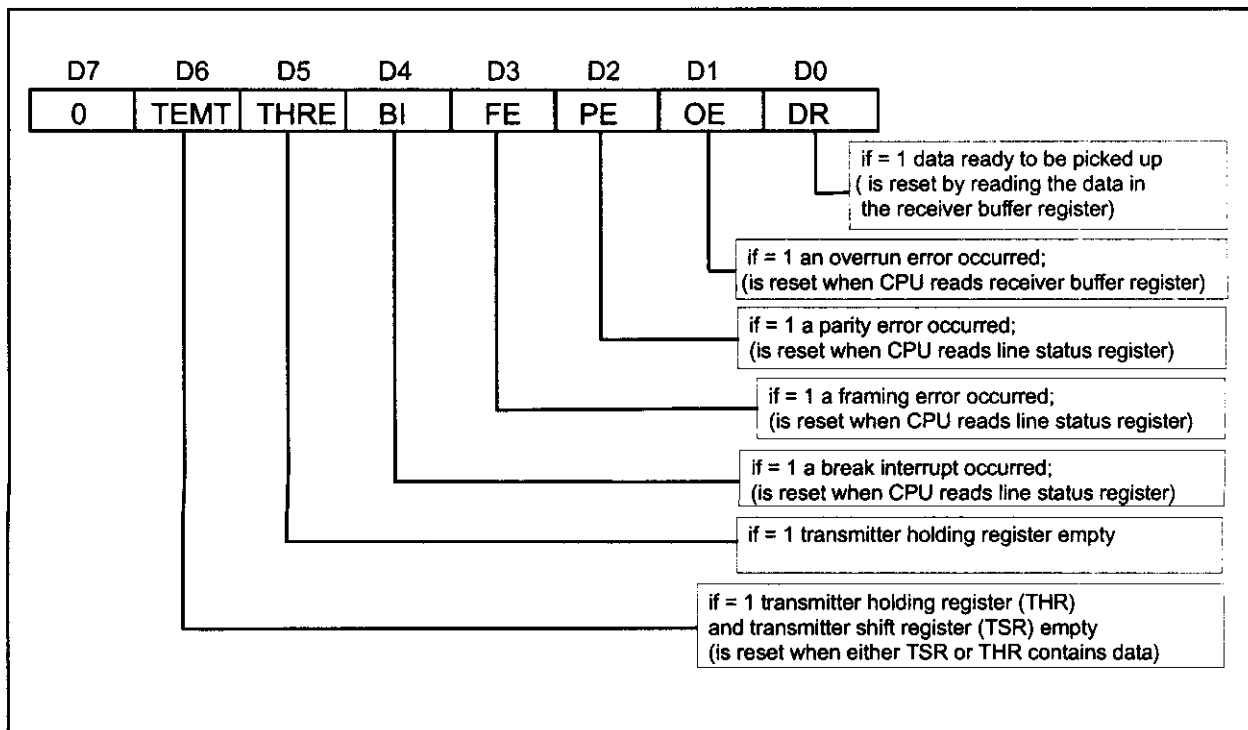 D7 D6 D5 D4 D3 D2 D1 D0
0 TEMT THRE BI FE PE OE DR
if = 1 data ready to be picked up
( is reset by reading the data in
the receiver buffer register)
if = 1 an overrun error occurred;
(is reset when CPU reads receiver buffer register)
if = 1 a parity error occurred;
(is reset when CPU reads line status register)
if = 1 a framing error occurred;
(is reset when CPU reads line status register)
if = 1 a break interrupt occurred;
(is reset when CPU reads line status register)
if = 1 transmitter holding register empty
if = 1 transmitter holding register (THR)
and transmitter shift register (TSR) empty
(is reset when either TSR or THR contains data)